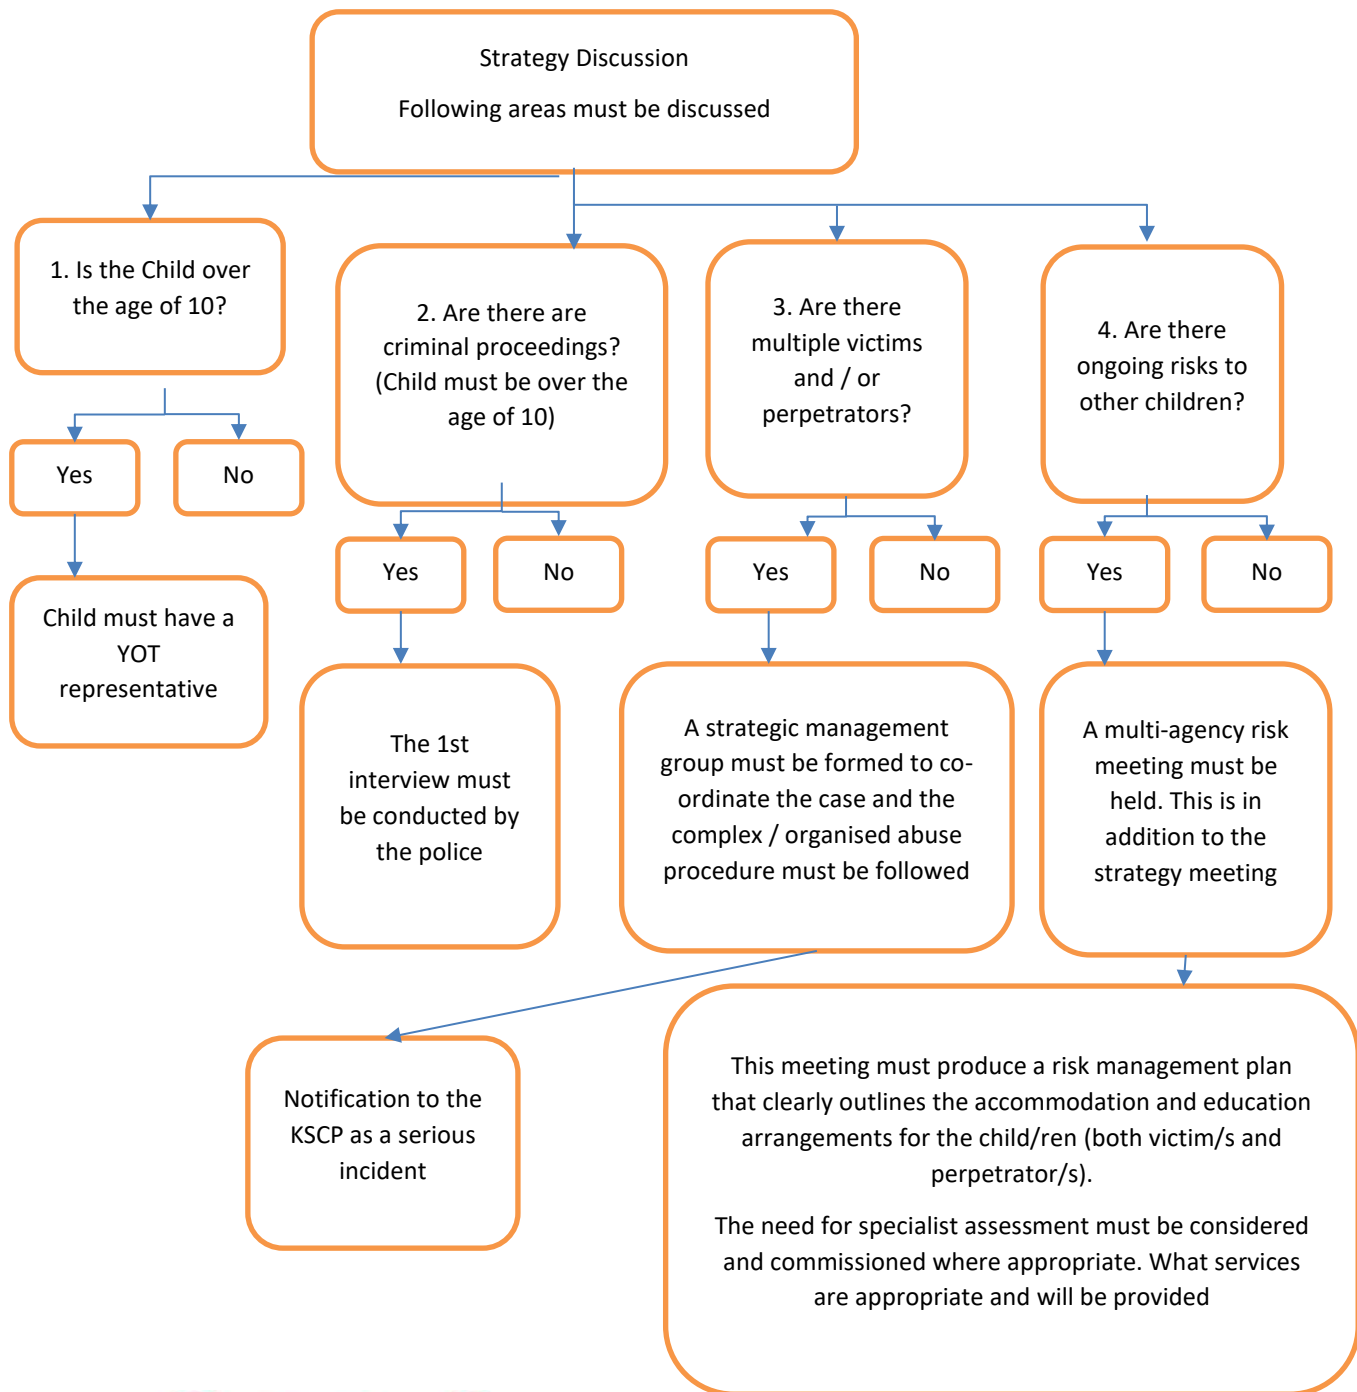 Strategy Discussion
Following areas must be discussed
1. Is the Child over
the age of 10?
Yes
No
Child must have a
YOT
representative
2. Are there are
criminal proceedings?
(Child must be over the
age of 10)
Yes
No
The 1st
interview must
be conducted by
the police
3. Are there
multiple victims
and / or
perpetrators?
Yes
No
A strategic management
group must be formed to co-
ordinate the case and the
complex / organised abuse
procedure must be followed
Notification to the
KSCP as a serious
incident
4. Are there
ongoing risks to
other children?
Yes
No
A multi-agency risk
meeting must be
held. This is in
addition to the
strategy meeting
This meeting must produce a risk management plan
that clearly outlines the accommodation and education
arrangements for the child/ren (both victim/s and
perpetrator/s).
The need for specialist assessment must be considered
and commissioned where appropriate. What services
are appropriate and will be provided